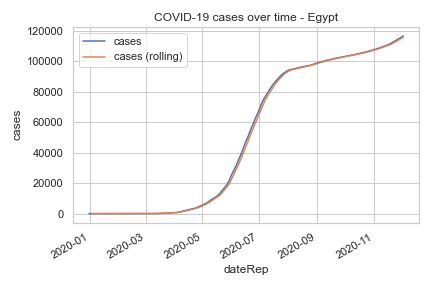 COVID-19 cases over time - Egypt
cases
cases (rolling)
120000
100000
80000
60000
40000
20000
0
cases
2020-01
2020-03
2020-05
2020-07
2020-09
2020-11
dateRep